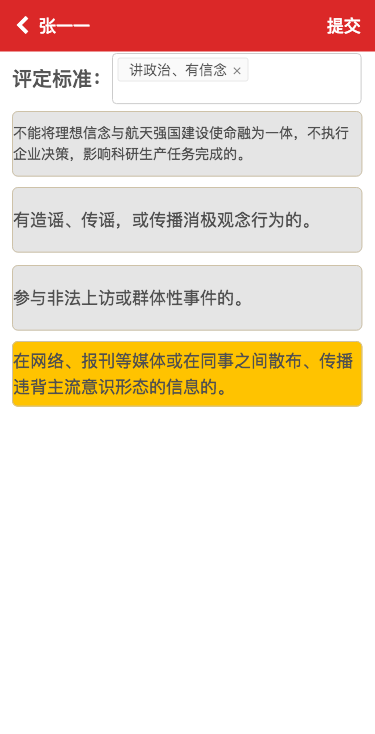 张一一 提交
评定标准： 讲政治、有信念 ×
不能将理想信念与航天强国建设使命融为一体，不执行
企业决策，影响科研生产任务完成的。
有造谣、传谣，或传播消极观念行为的。
参与非法上访或群体性事件的。
在网络、报刊等媒体或在同事之间散布、传播
违背主流意识形态的信息的。